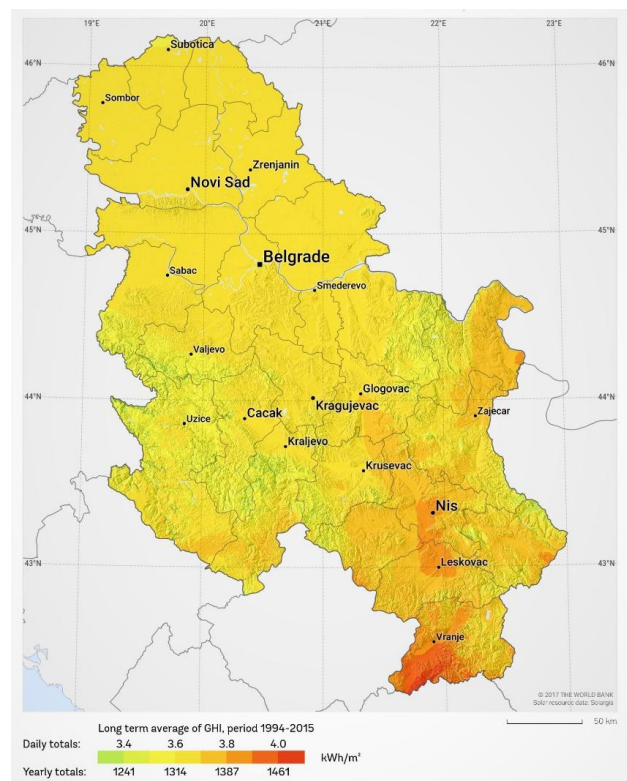 19°E 20°E 21°E 22°E 23°E
Subotica
46°N 46°N
Sombor
Zrenjanin
Novi Sad
45°N 45°N
Belgrade
Sabac
Smederevo
Valjevo
44°N 44°N
Glogovac
Kragujevac
Cacak
Zajecar
Uzice
Kraljevo
Krusevac
Nis
43°N 43°N
Leskovac
Vranje
© 2017 THE WORLD BANK
Solar resource data: Solargis
50 km
Long term average of GHI, period 1994-2015
Daily totals: 3.4 3.6 3.8 4.0
kWh/m²
Yearly totals: 1241 1314 1387 1461